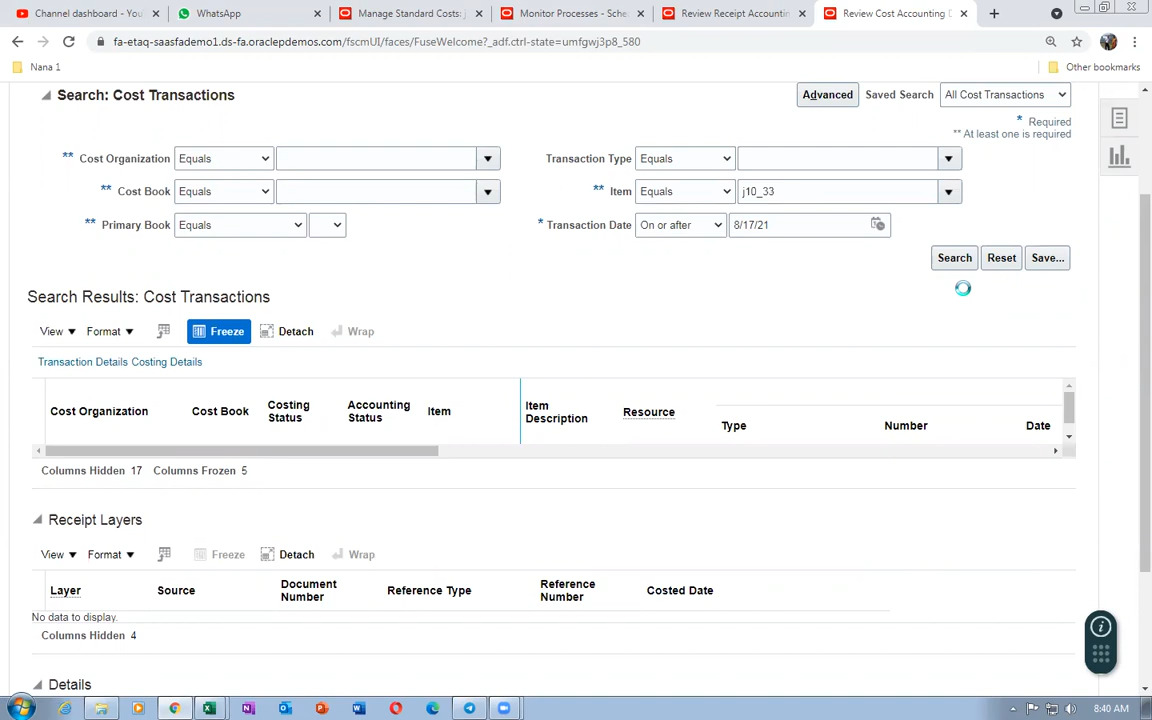 Channel dashboard - You
WhatsApp
Manage Standard Costs: j
Monitor Processes - Sche
Review Receipt Accountin
Review Cost Accounting D
fa-etaq-saasfademo1.ds-fa.oraclepdemos.com/fscmUI/faces/FuseWelcome?_adf.ctrl-state=umfgwj3p8_580
Nana 1
Other bookmarks
Search: Cost Transactions
Advanced Saved Search All Cost Transactions
* Required
** At least one is required
** Cost Organization Equals
Transaction Type Equals
** Cost Book Equals
** Item Equals j10_33
** Primary Book Equals
* Transaction Date On or after 8/17/21
Search Reset Save...
Search Results: Cost Transactions
View Format Freeze Detach Wrap
Transaction Details Costing Details
Cost Organization
Cost Book
Costing Status
Accounting Status
Item
Item Description
Resource
Type
Number
Date
Columns Hidden 17 Columns Frozen 5
Receipt Layers
View Format Freeze Detach Wrap
Layer
Source
Document Number
Reference Type
Reference Number
Costed Date
No data to display.
Columns Hidden 4
Details
8:40 AM